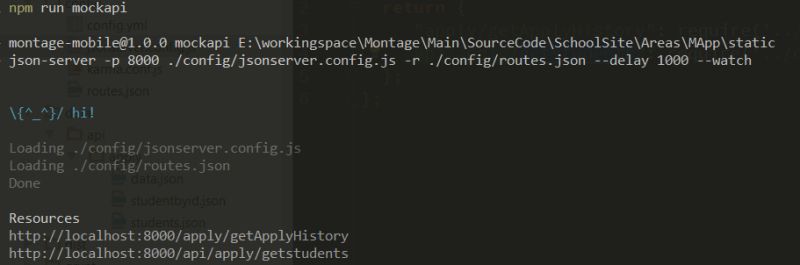 npm run mockapi
montage-mobile@1.0.0 mockapi E:\workingspace\Montage\Main\SourceCode\SchoolSite\Areas\MApp\static
json-server -p 8000 ./config/jsonserver.config.js -r ./config/routes.json --delay 1000 --watch
\{^_^}/ hi!
Loading ./config/jsonserver.config.js
Loading ./config/routes.json
Done
Resources
http://localhost:8000/apply/getApplyHistory
http://localhost:8000/api/apply/getstudents
config.yml
karma.conf.js
routes.json
api
data.json
studentbyid.json
students.json
2 return {
6 };